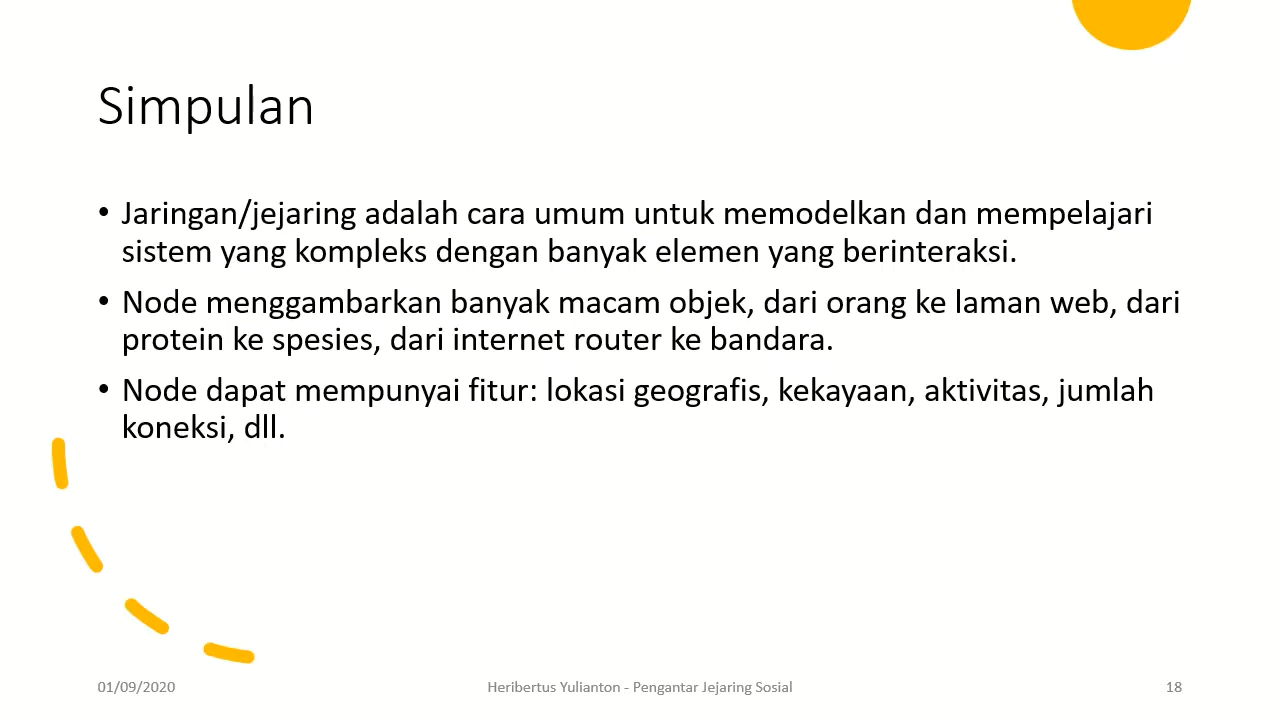 Simpulan
• Jaringan/jejaring adalah cara umum untuk memodelkan dan mempelajari
sistem yang kompleks dengan banyak elemen yang berinteraksi.
• Node menggambarkan banyak macam objek, dari orang ke laman web, dari
protein ke spesies, dari internet router ke bandara.
• Node dapat mempunyai fitur: lokasi geografis, kekayaan, aktivitas, jumlah
koneksi, dll.
01/09/2020
Heribertus Yulianton - Pengantar Jejaring Sosial
18